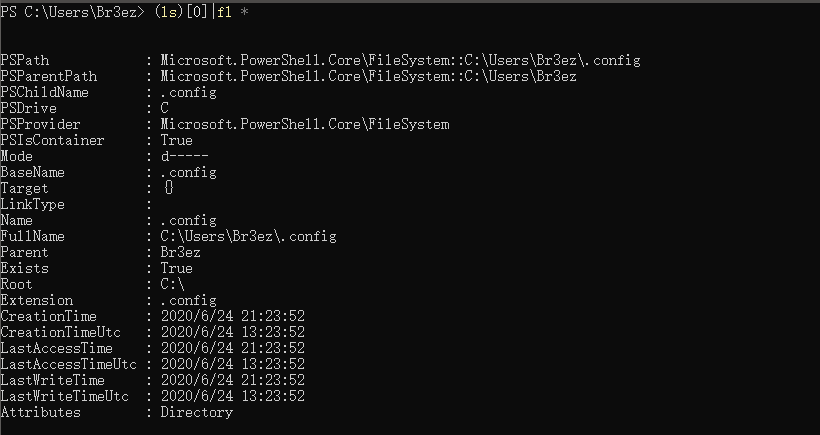 PS C:\Users\Br3ez> (ls)[0]|fl *
PSPath            : Microsoft.PowerShell.Core\FileSystem::C:\Users\Br3ez\.config
PSParentPath      : Microsoft.PowerShell.Core\FileSystem::C:\Users\Br3ez
PSChildName       : .config
PSDrive           : C
PSProvider        : Microsoft.PowerShell.Core\FileSystem
PSIsContainer     : True
Mode              : d-----
BaseName          : .config
Target            : {}
LinkType          :
Name              : .config
FullName          : C:\Users\Br3ez\.config
Parent            : Br3ez
Exists            : True
Root              : C:\
Extension         : .config
CreationTime      : 2020/6/24 21:23:52
CreationTimeUtc   : 2020/6/24 13:23:52
LastAccessTime    : 2020/6/24 21:23:52
LastAccessTimeUtc : 2020/6/24 13:23:52
LastWriteTime     : 2020/6/24 21:23:52
LastWriteTimeUtc  : 2020/6/24 13:23:52
Attributes        : Directory